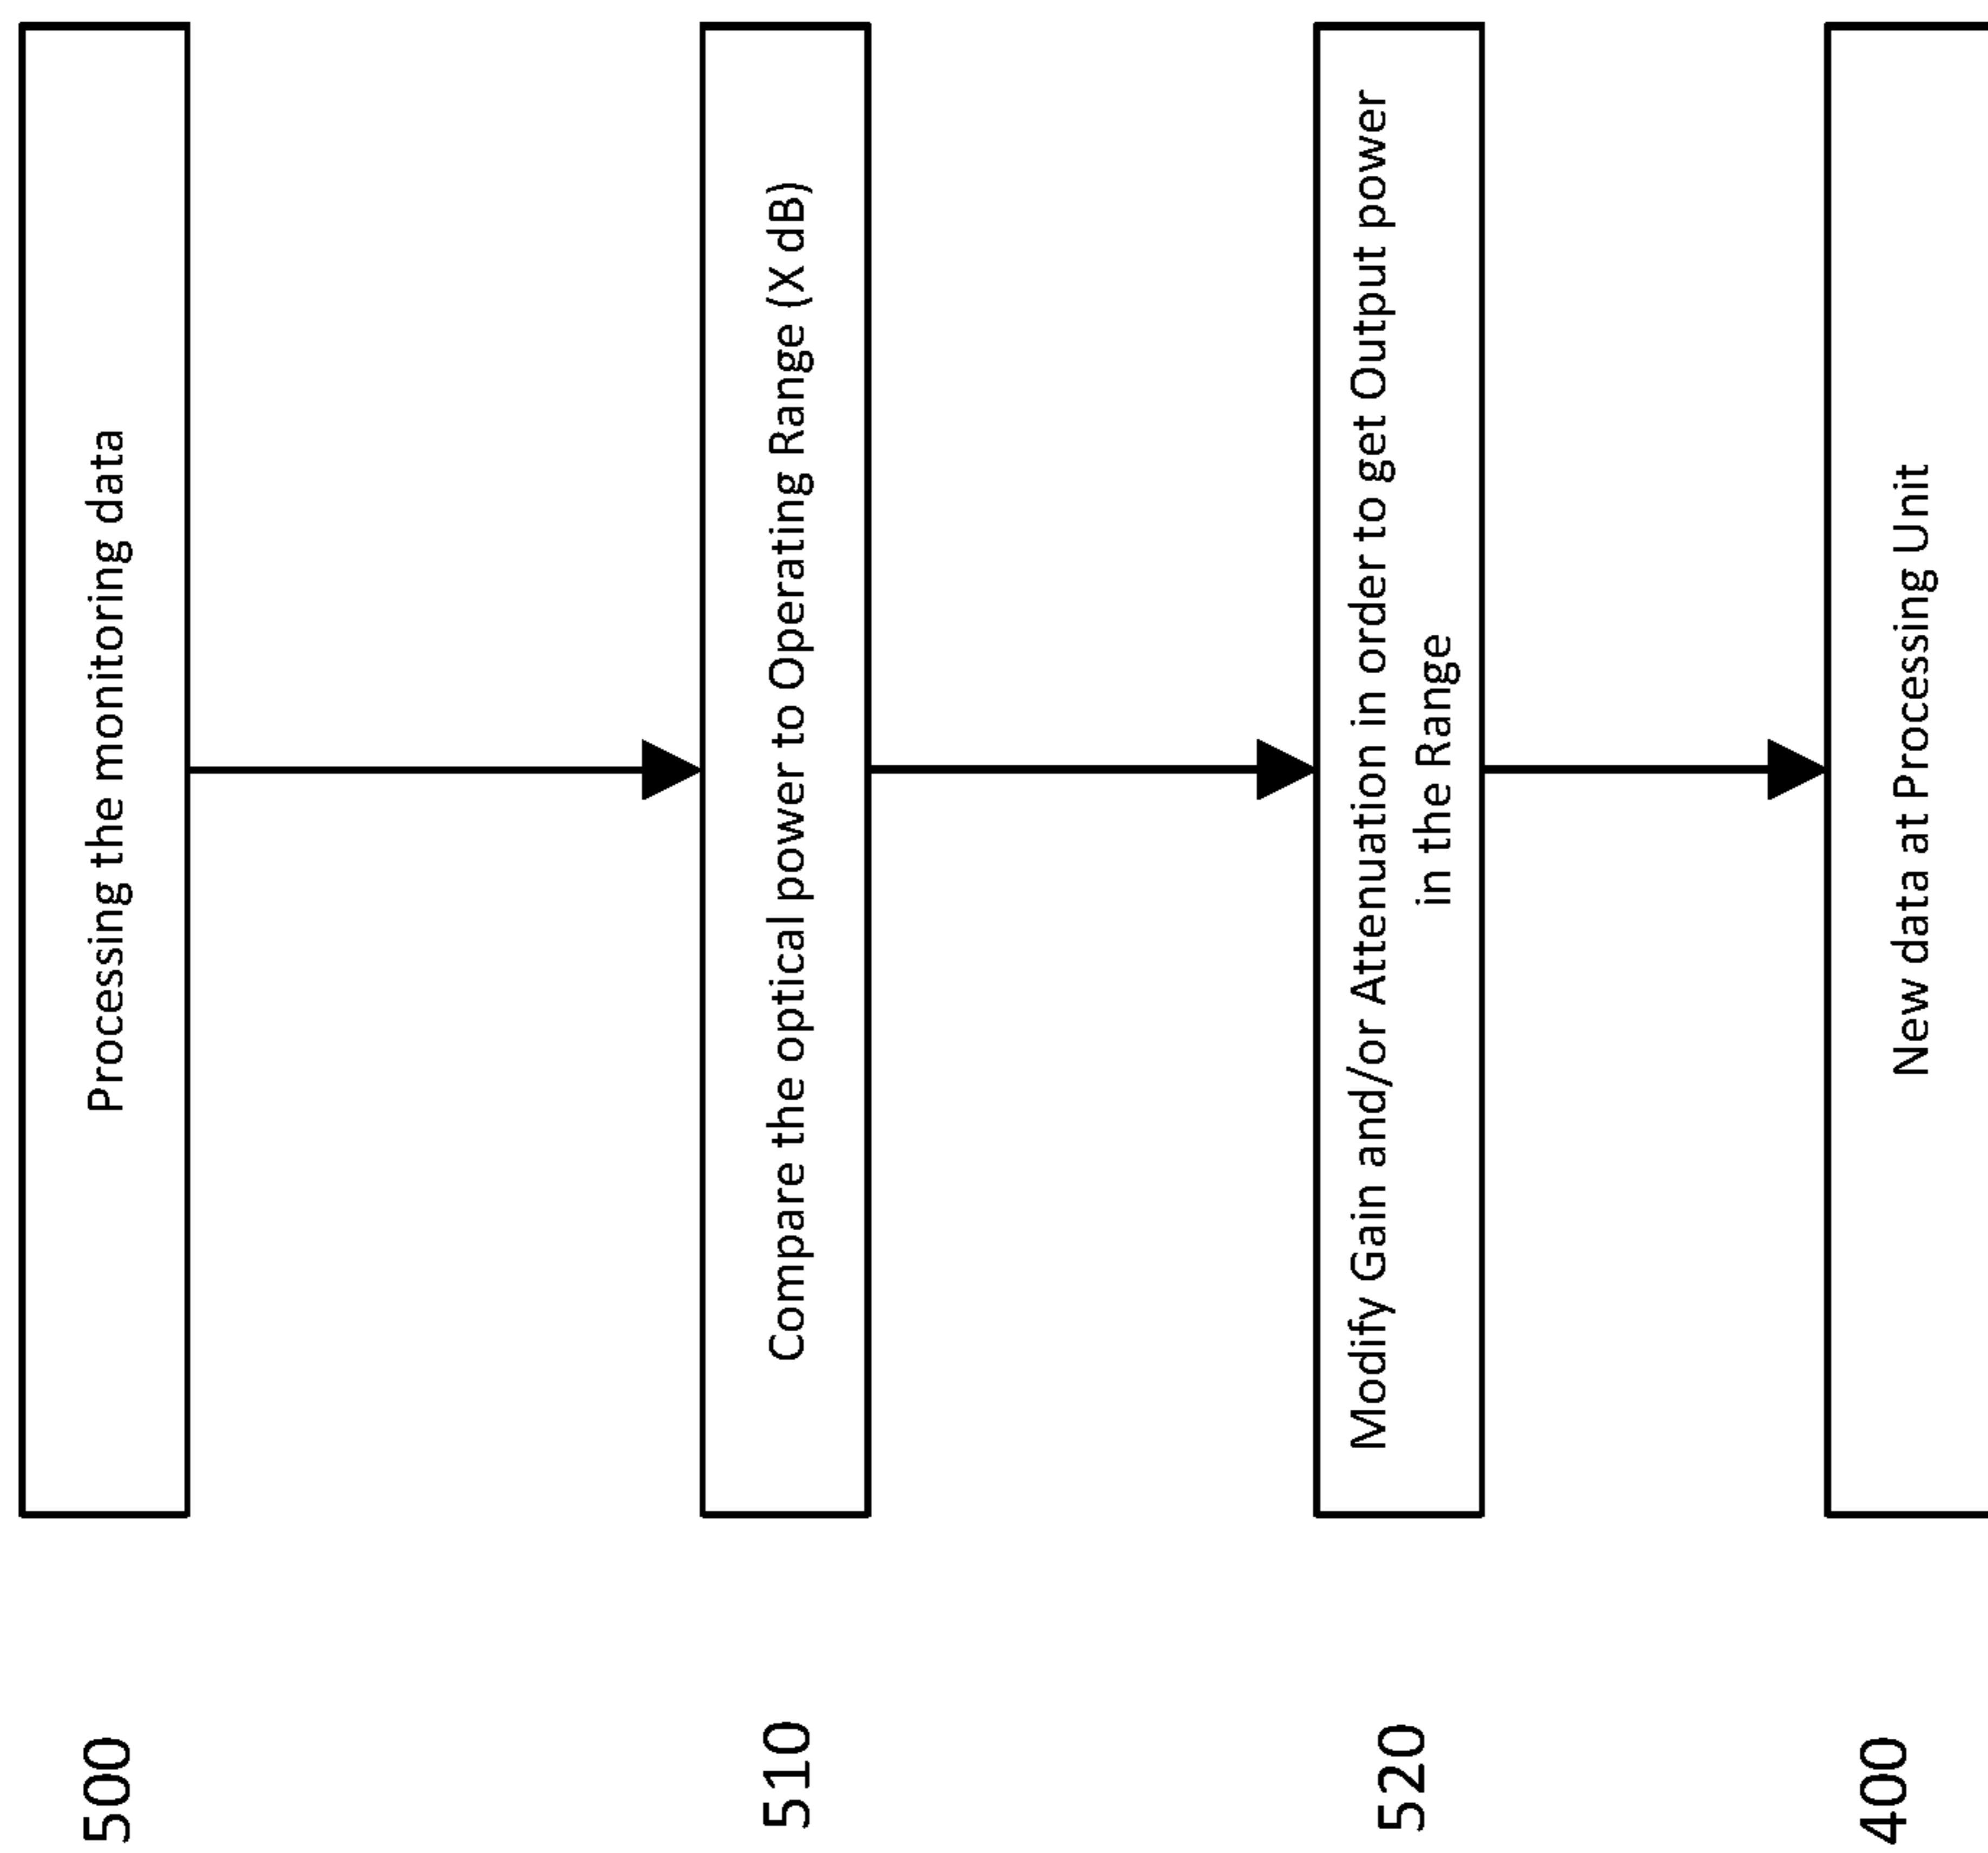 500
Processing the monitoring data
510
Compare the optical power to Operating Range (X dB)
520
Modify Gain and/or Attenuation in order to get Output power
in the Range
400
New data at Processing Unit